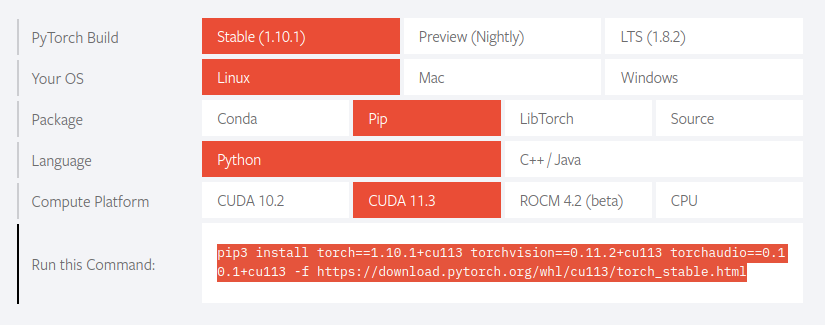 PyTorch Build Stable (1.10.1) Preview (Nightly) LTS (1.8.2)
Your OS Linux Mac Windows
Package Conda Pip LibTorch Source
Language Python C++ / Java
Compute Platform CUDA 10.2 CUDA 11.3 ROCM 4.2 (beta) CPU
Run this Command:
pip3 install torch==1.10.1+cu113 torchvision==0.11.2+cu113 torchaudio==0.1
0.1+cu113 -f https://download.pytorch.org/whl/cu113/torch_stable.html